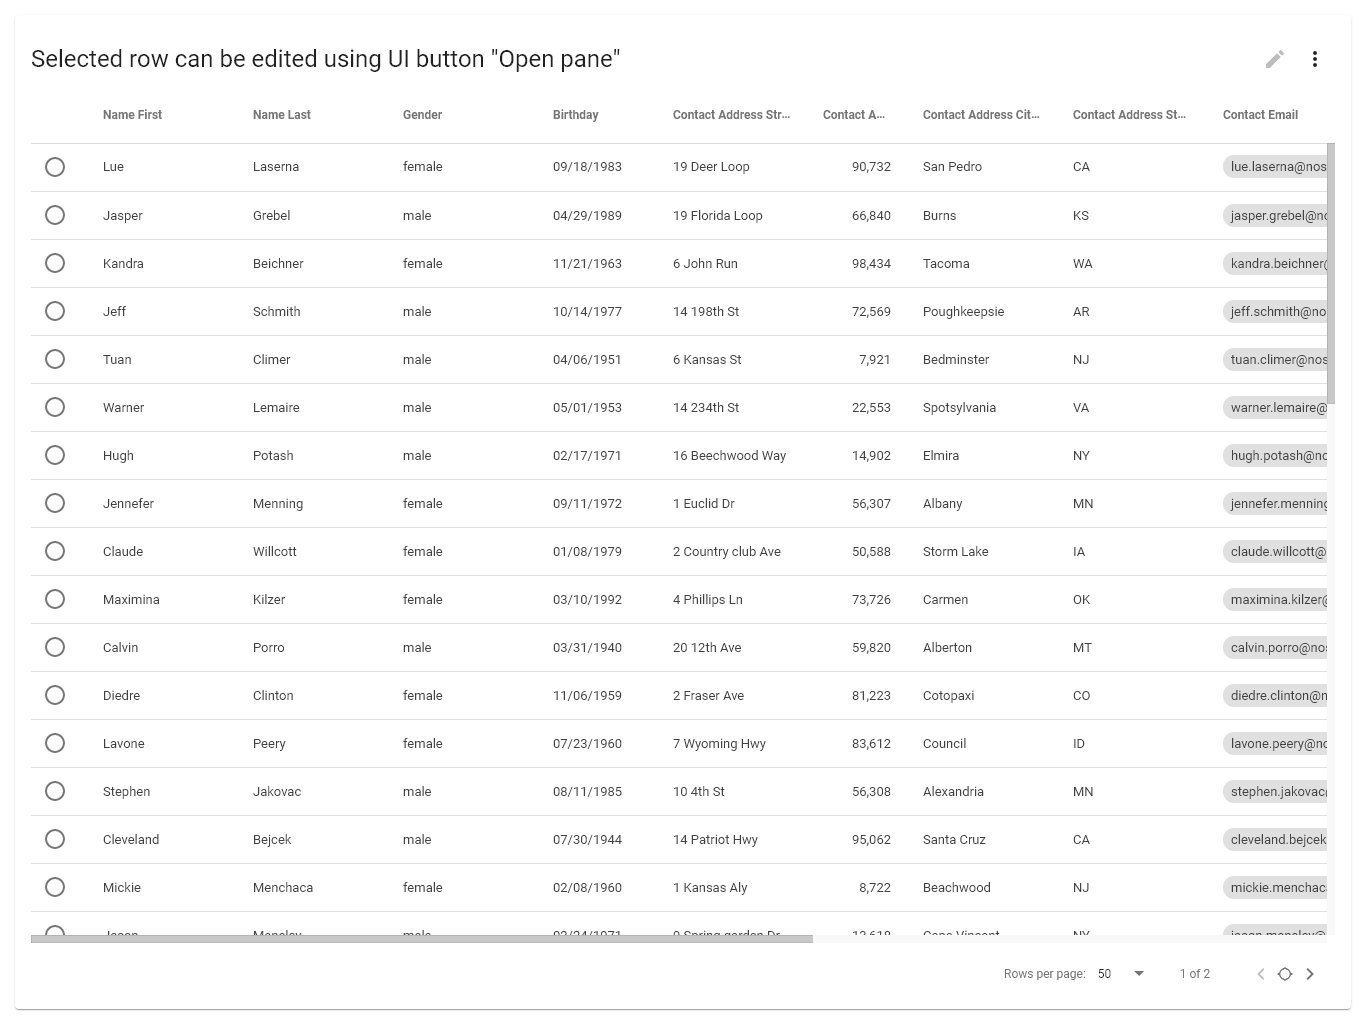 Selected row can be edited using UI button "Open pane"
Name First Name Last Gender Birthday Contact Address Str... Contact A... Contact Address Cit... Contact Address St... Contact Email
Lue Laserna female 09/18/1983 19 Deer Loop 90,732 San Pedro CA lue.laserna@nos
Jasper Grebel male 04/29/1989 19 Florida Loop 66,840 Burns KS jasper.grebel@no
Kandra Beichner female 11/21/1963 6 John Run 98,434 Tacoma WA kandra.beichner@
Jeff Schmith male 10/14/1977 14 198th St 72,569 Poughkeepsie AR jeff.schmith@no
Tuan Climer male 04/06/1951 6 Kansas St 7,921 Bedminster NJ tuan.climer@nos
Warner Lemaire male 05/01/1953 14 234th St 22,553 Spotsylvania VA warner.lemaire@
Hugh Potash male 02/17/1971 16 Beechwood Way 14,902 Elmira NY hugh.potash@no
Jennefer Menning female 09/11/1972 1 Euclid Dr 56,307 Albany MN jennefer.menning
Claude Willcott female 01/08/1979 2 Country club Ave 50,588 Storm Lake IA claude.willcott@
Maximina Kilzer female 03/10/1992 4 Phillips Ln 73,726 Carmen OK maximina.kilzer@
Calvin Porro male 03/31/1940 20 12th Ave 59,820 Alberton MT calvin.porro@nos
Diedre Clinton female 11/06/1959 2 Fraser Ave 81,223 Cotopaxi CO diedre.clinton@n
Lavone Peery female 07/23/1960 7 Wyoming Hwy 83,612 Council ID lavone.peery@no
Stephen Jakovac male 08/11/1985 10 4th St 56,308 Alexandria MN stephen.jakovac@
Cleveland Bejcek male 07/30/1944 14 Patriot Hwy 95,062 Santa Cruz CA cleveland.bejcek
Mickie Menchaca female 02/08/1960 1 Kansas Aly 8,722 Beachwood NJ mickie.menchac
Jason male 9 Spring garden Dr Cape Vincent NY
Rows per page: 50 1 of 2